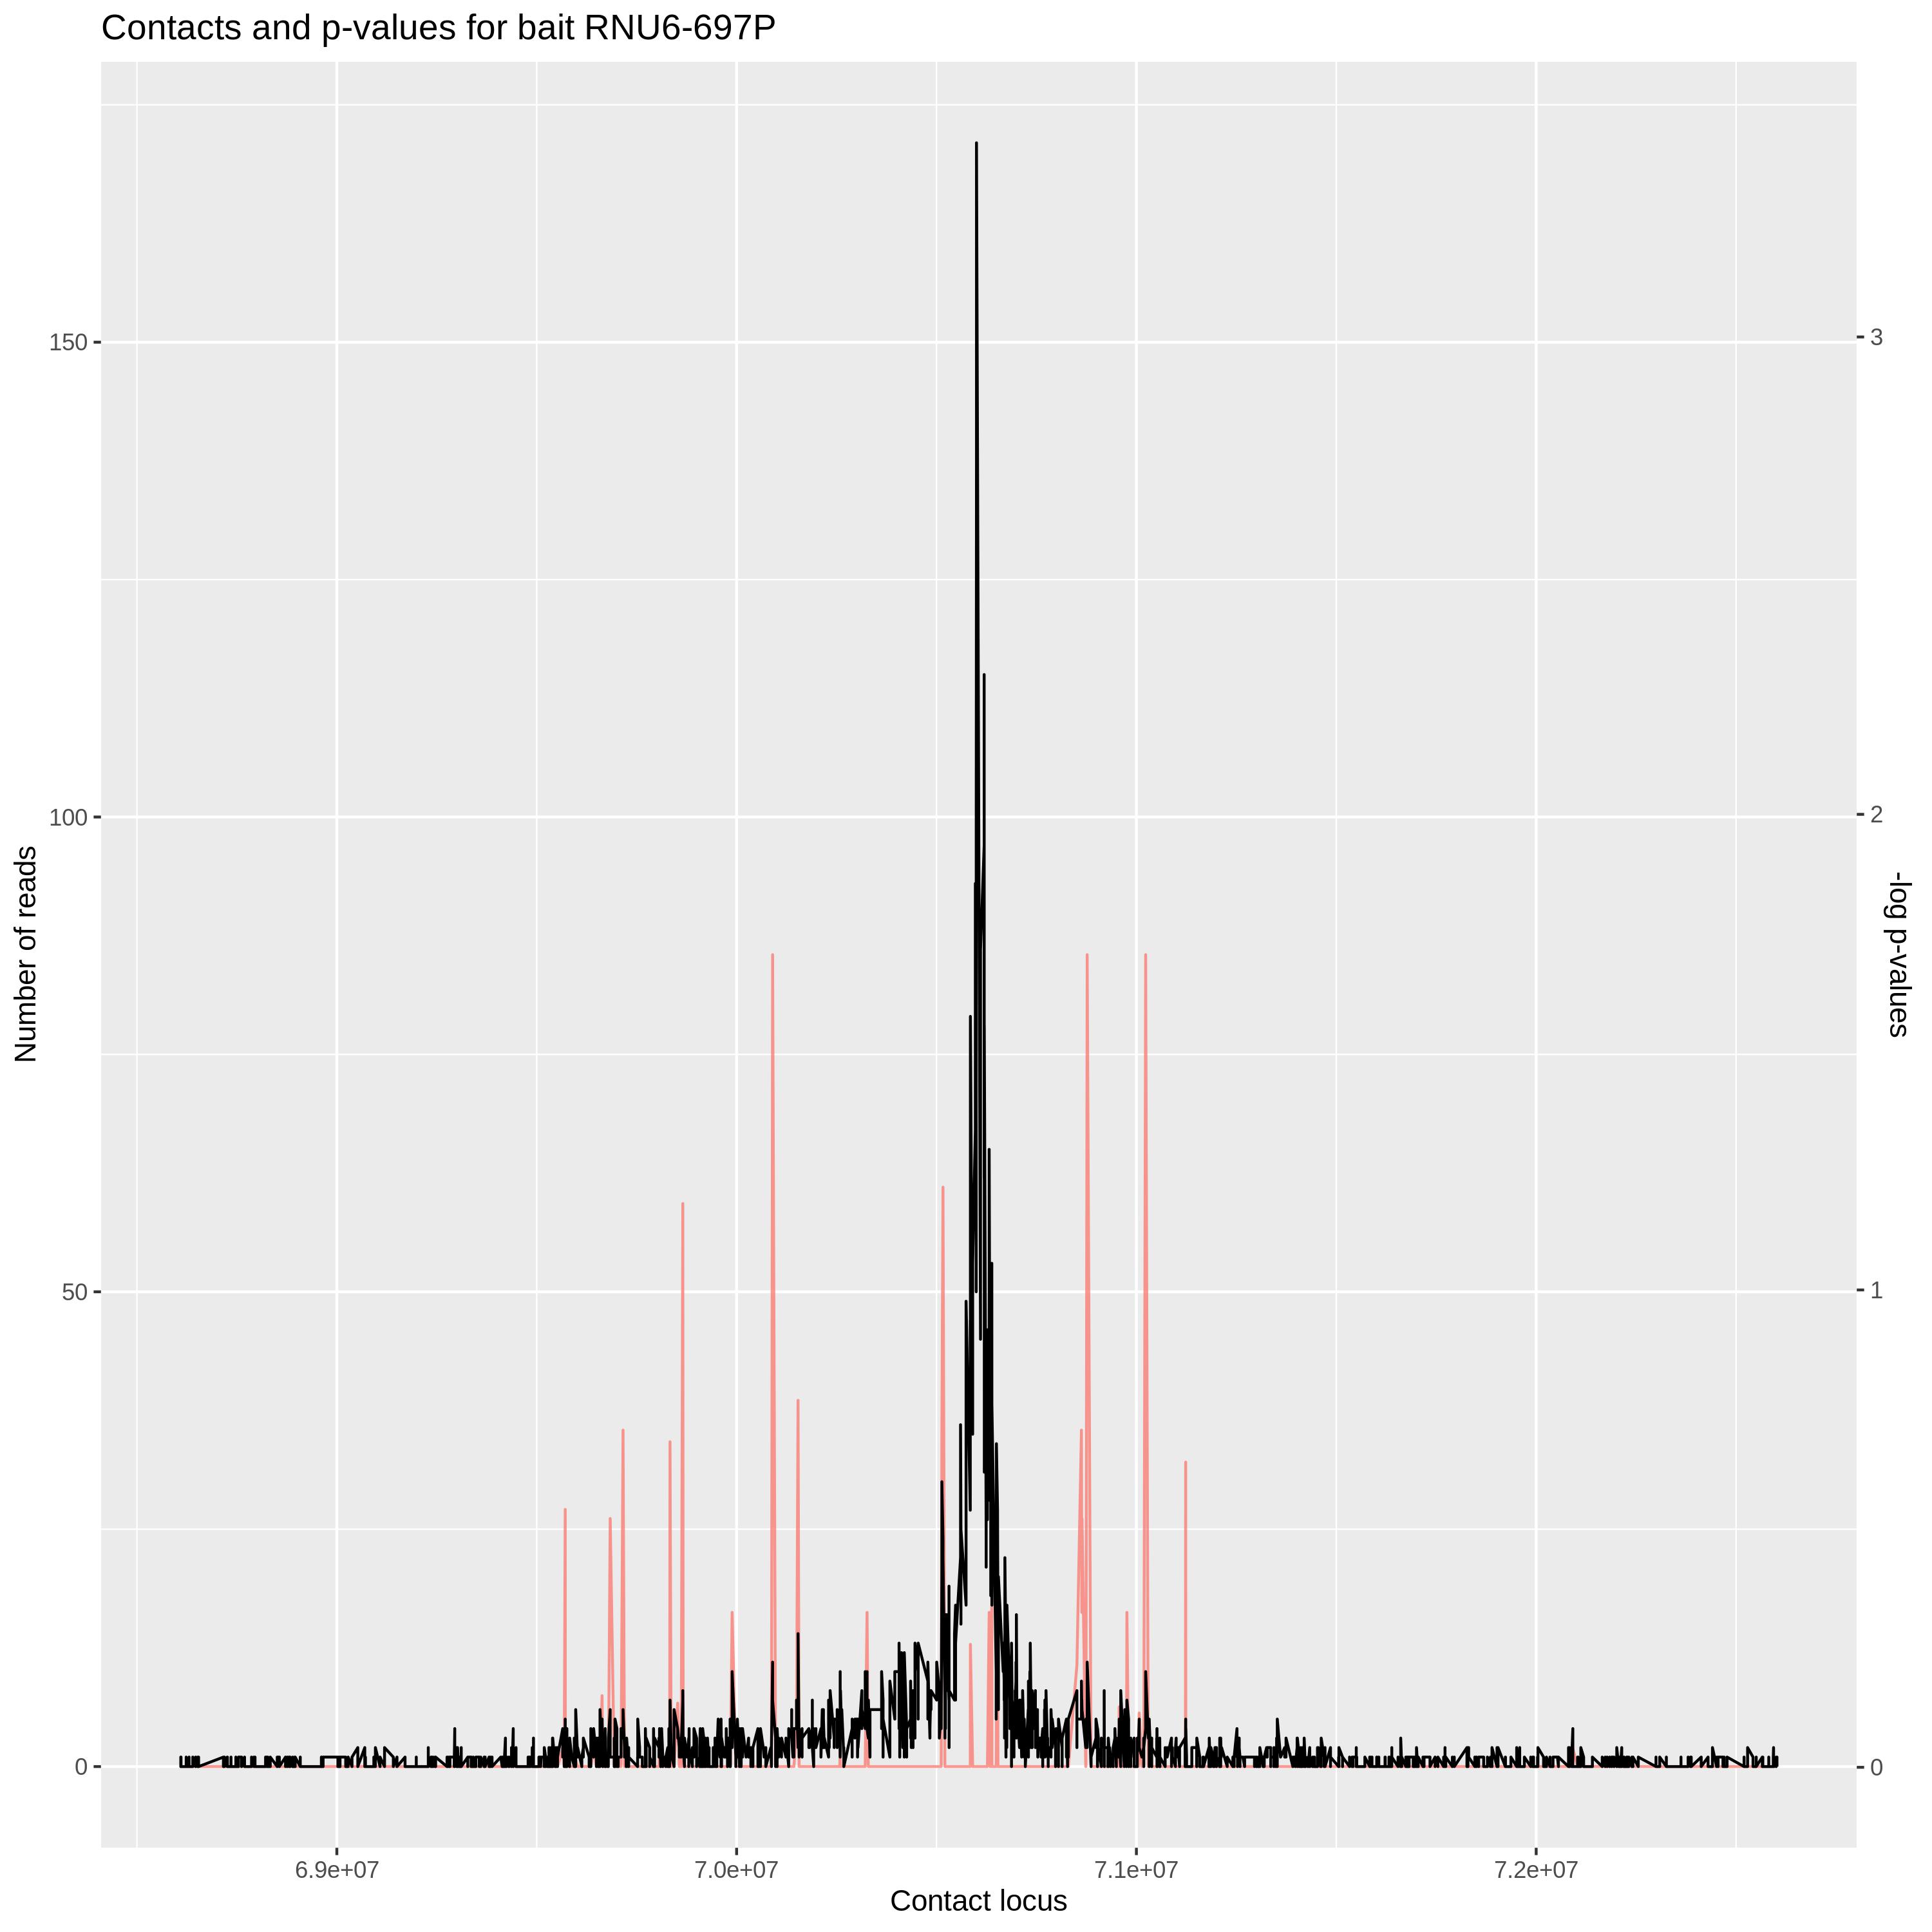 Contacts and p-values for bait RNU6-697P
150
100
50
0
Number of reads
3
2
1
0
-log p-values
6.9e+07 7.0e+07 7.1e+07 7.2e+07
Contact locus